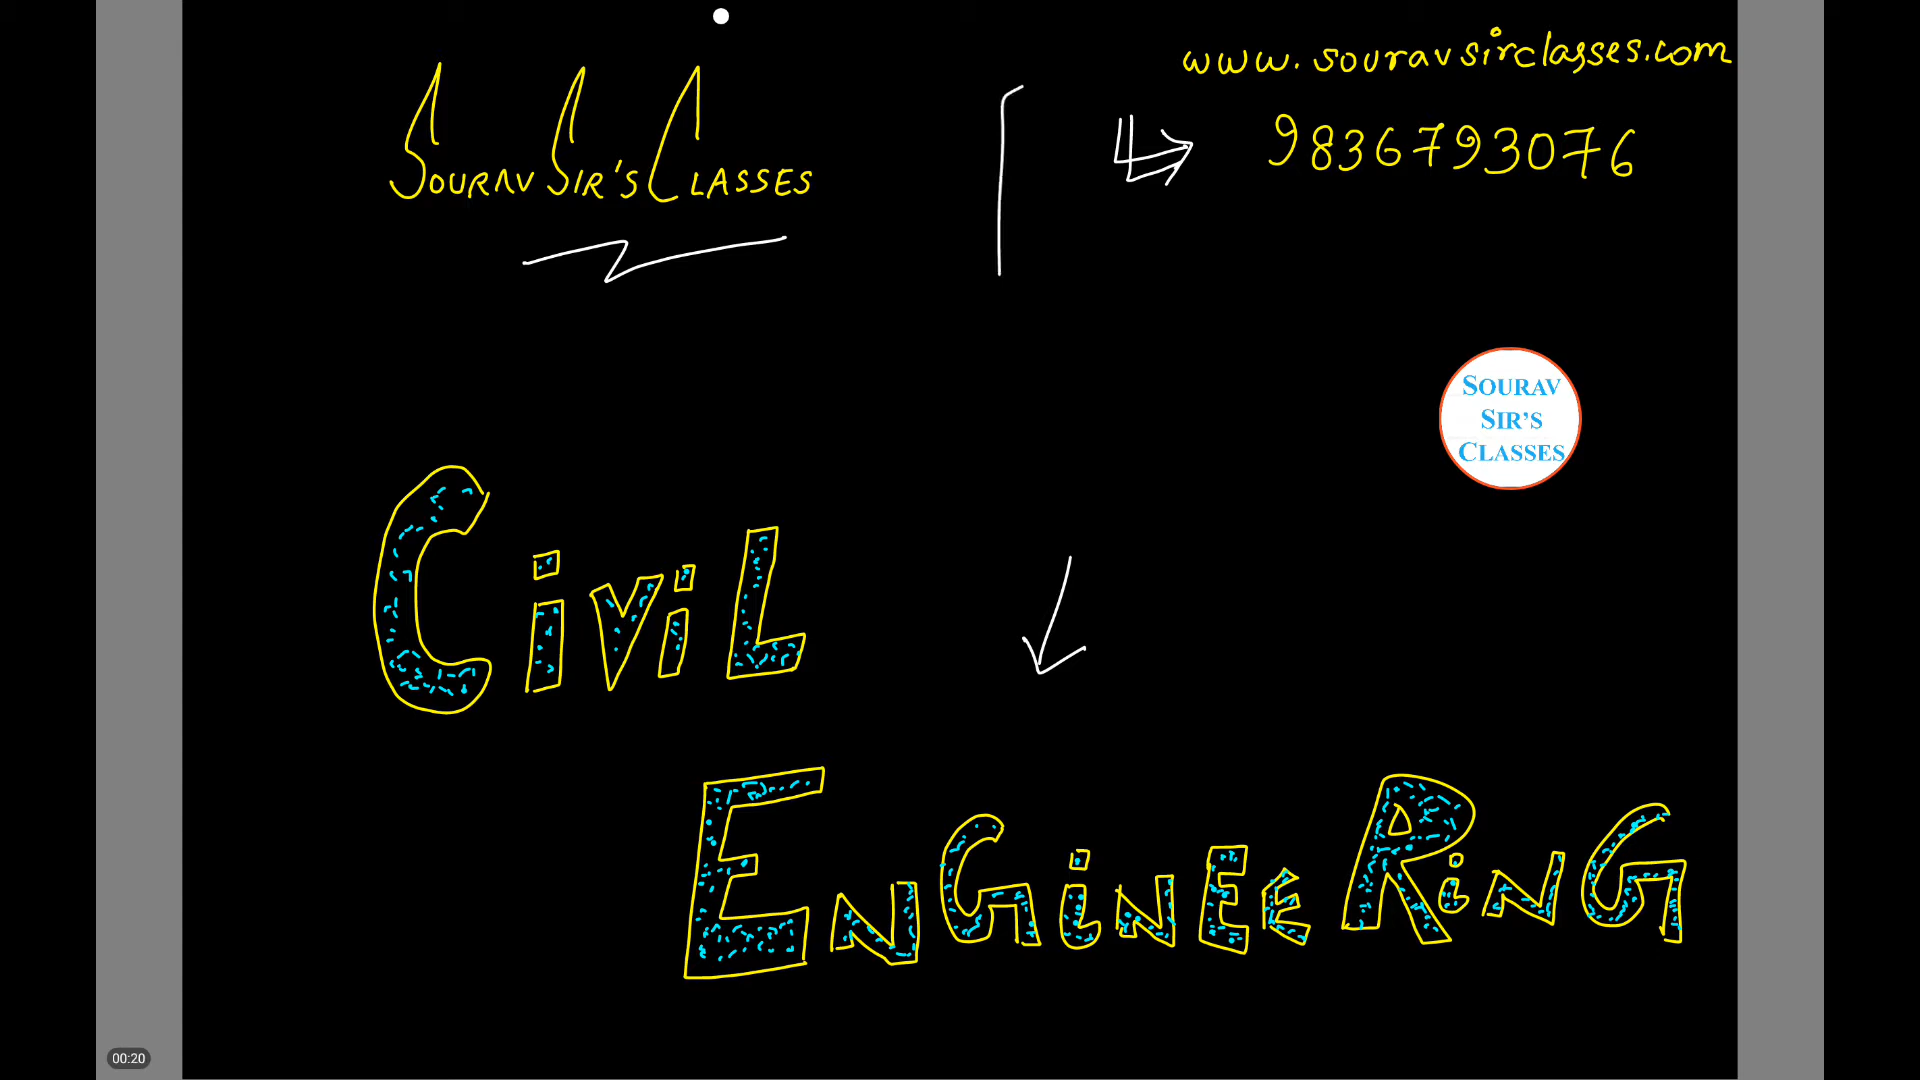 www.souravsirclasses.com
SOURAV SIR'S CLASSES
9836793076
SOURAV
SIR'S
CLASSES
CiviL
EnGinEERinG
00:20